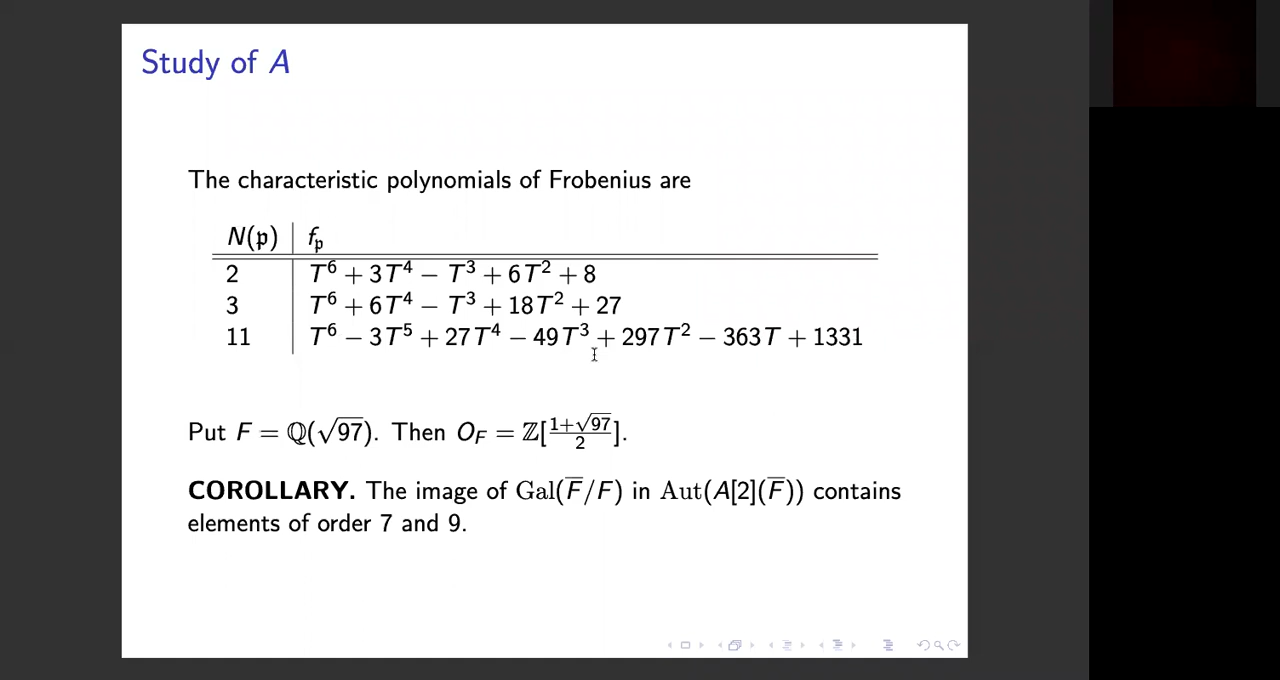 Study of A
The characteristic polynomials of Frobenius are
N(𝔭) | f_𝔭
2 | T⁶ + 3T⁴ − T³ + 6T² + 8
3 | T⁶ + 6T⁴ − T³ + 18T² + 27
11 | T⁶ − 3T⁵ + 27T⁴ − 49T³ + 297T² − 363T + 1331
Put F = ℚ(√97). Then O_F = ℤ[(1+√97)/2].
COROLLARY. The image of Gal(F̅/F) in Aut(A[2](F̅)) contains
elements of order 7 and 9.